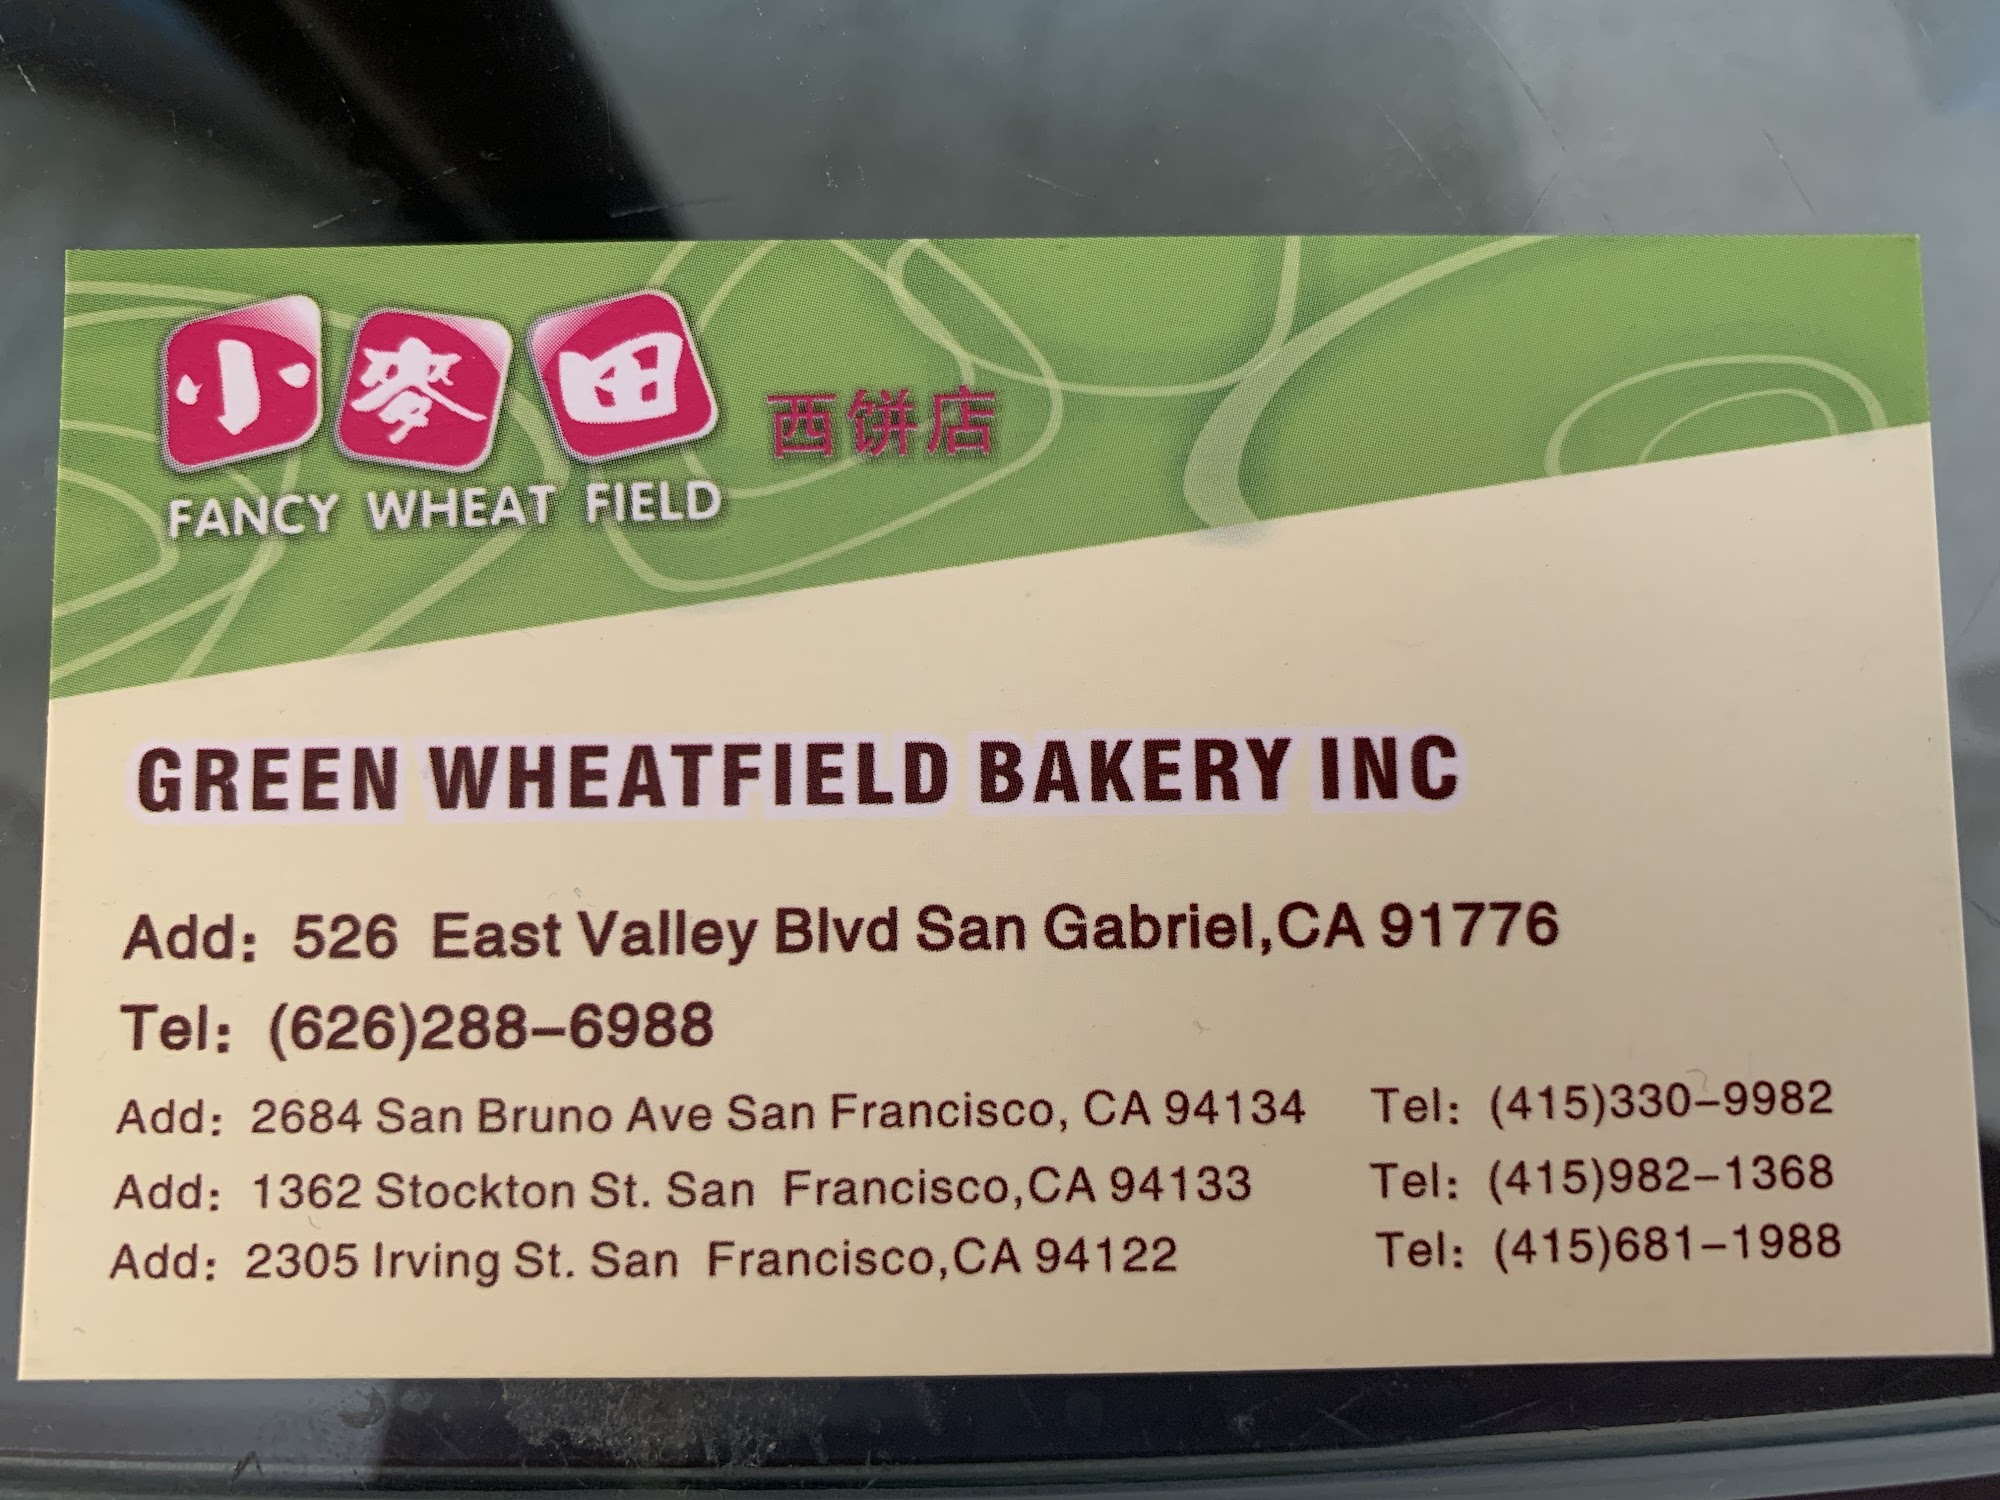 小麥田 西饼店
FANCY WHEAT FIELD
GREEN WHEATFIELD BAKERY INC
Add: 526 East Valley Blvd San Gabriel,CA 91776
Tel: (626)288-6988
Add: 2684 San Bruno Ave San Francisco, CA 94134 Tel: (415)330-9982
Add: 1362 Stockton St. San Francisco,CA 94133 Tel: (415)982-1368
Add: 2305 Irving St. San Francisco,CA 94122 Tel: (415)681-1988